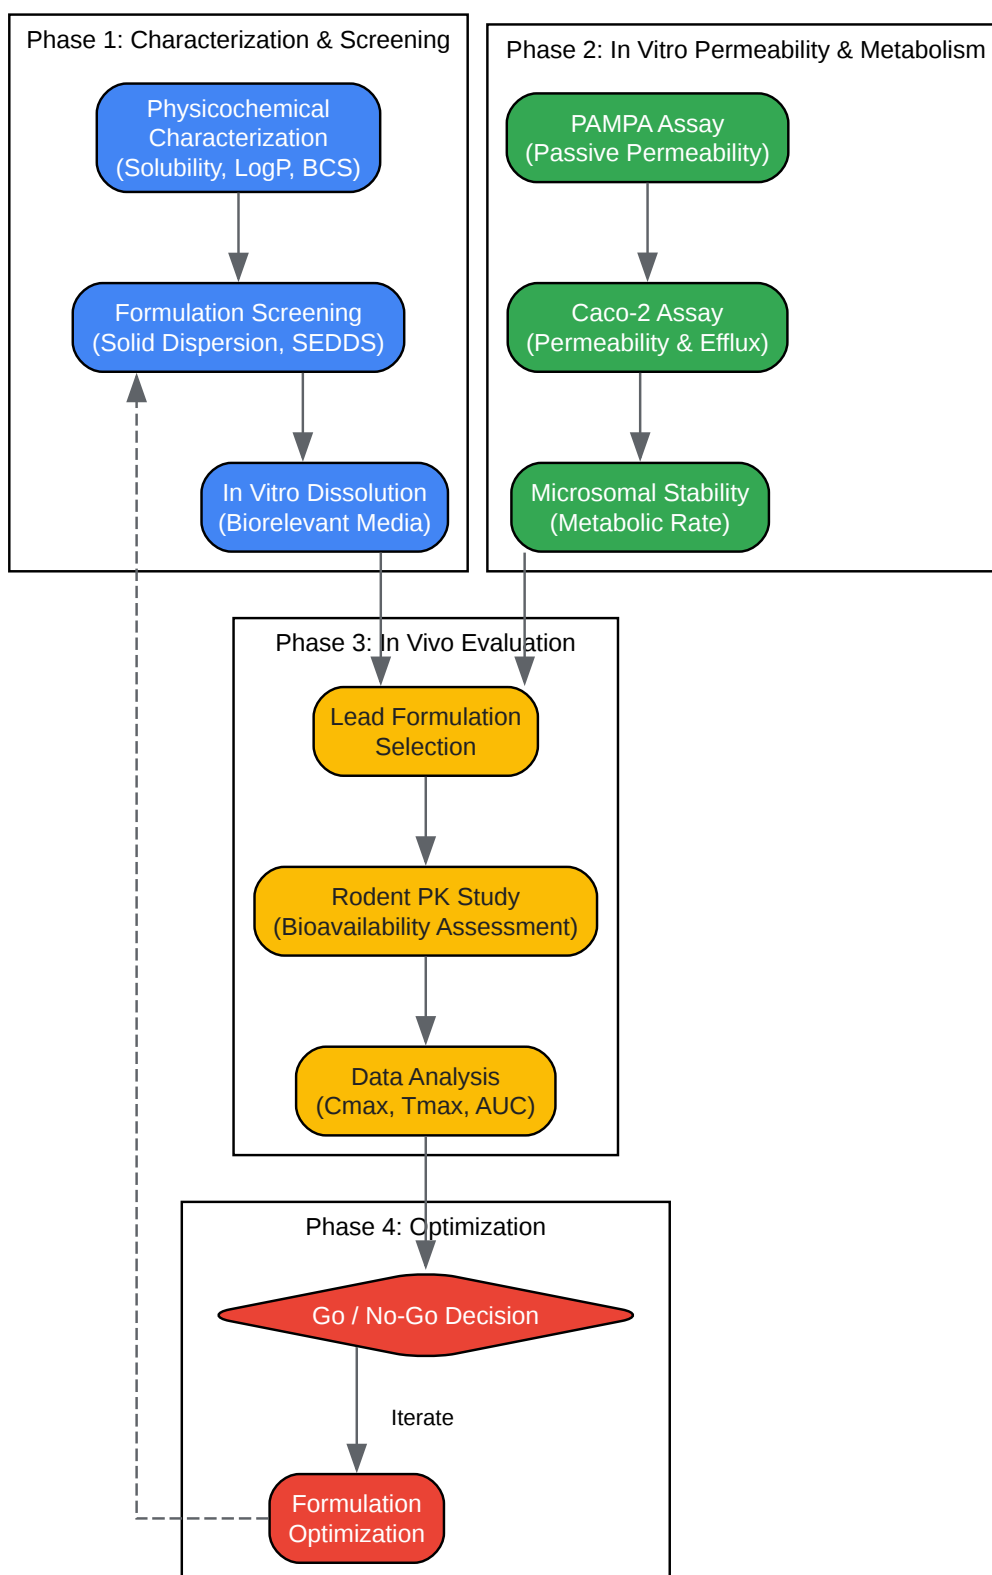 Phase 1: Characterization & Screening
Physicochemical
Characterization
(Solubility, LogP, BCS)
Formulation Screening
(Solid Dispersion, SEDDS)
In Vitro Dissolution
(Biorelevant Media)
Phase 2: In Vitro Permeability & Metabolism
PAMPA Assay
(Passive Permeability)
Caco-2 Assay
(Permeability & Efflux)
Microsomal Stability
(Metabolic Rate)
Phase 3: In Vivo Evaluation
Lead Formulation
Selection
Rodent PK Study
(Bioavailability Assessment)
Data Analysis
(Cmax, Tmax, AUC)
Phase 4: Optimization
Go / No-Go Decision
Iterate
Formulation
Optimization